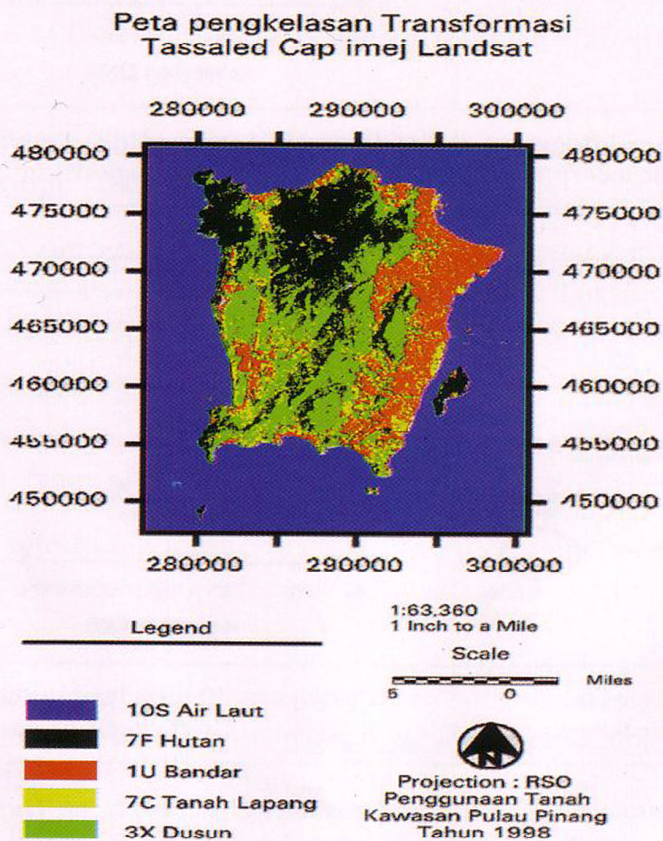 Peta pengkelasan Transformasi
Tassaled Cap imej Landsat
280000 290000 300000
480000 480000
475000 475000
470000 470000
465000 465000
460000 460000
455000 455000
450000 450000
280000 290000 300000
Legend
10S Air Laut
7F Hutan
1U Bandar
7C Tanah Lapang
3X Dusun
1:63,360
1 Inch to a Mile
Scale
Miles
5 0
N
Projection : RSO
Penggunaan Tanah
Kawasan Pulau Pinang
Tahun 1998